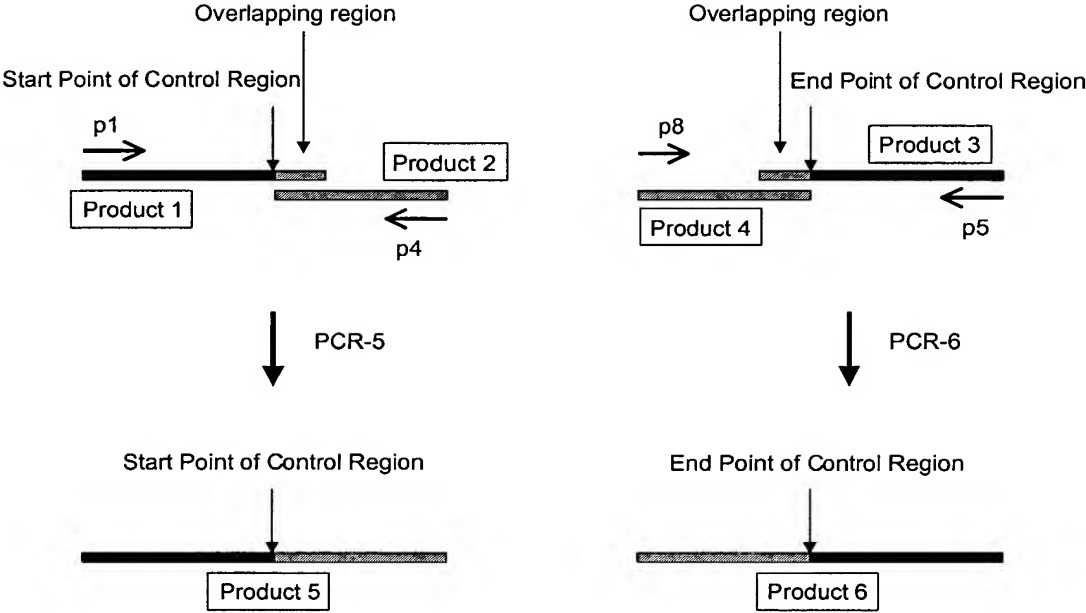 Overlapping region
Overlapping region
Start Point of Control Region
End Point of Control Region
p1
p8
Product 3
Product 2
Product 1
Product 4
p4
p5
PCR-5
PCR-6
Start Point of Control Region
End Point of Control Region
Product 5
Product 6